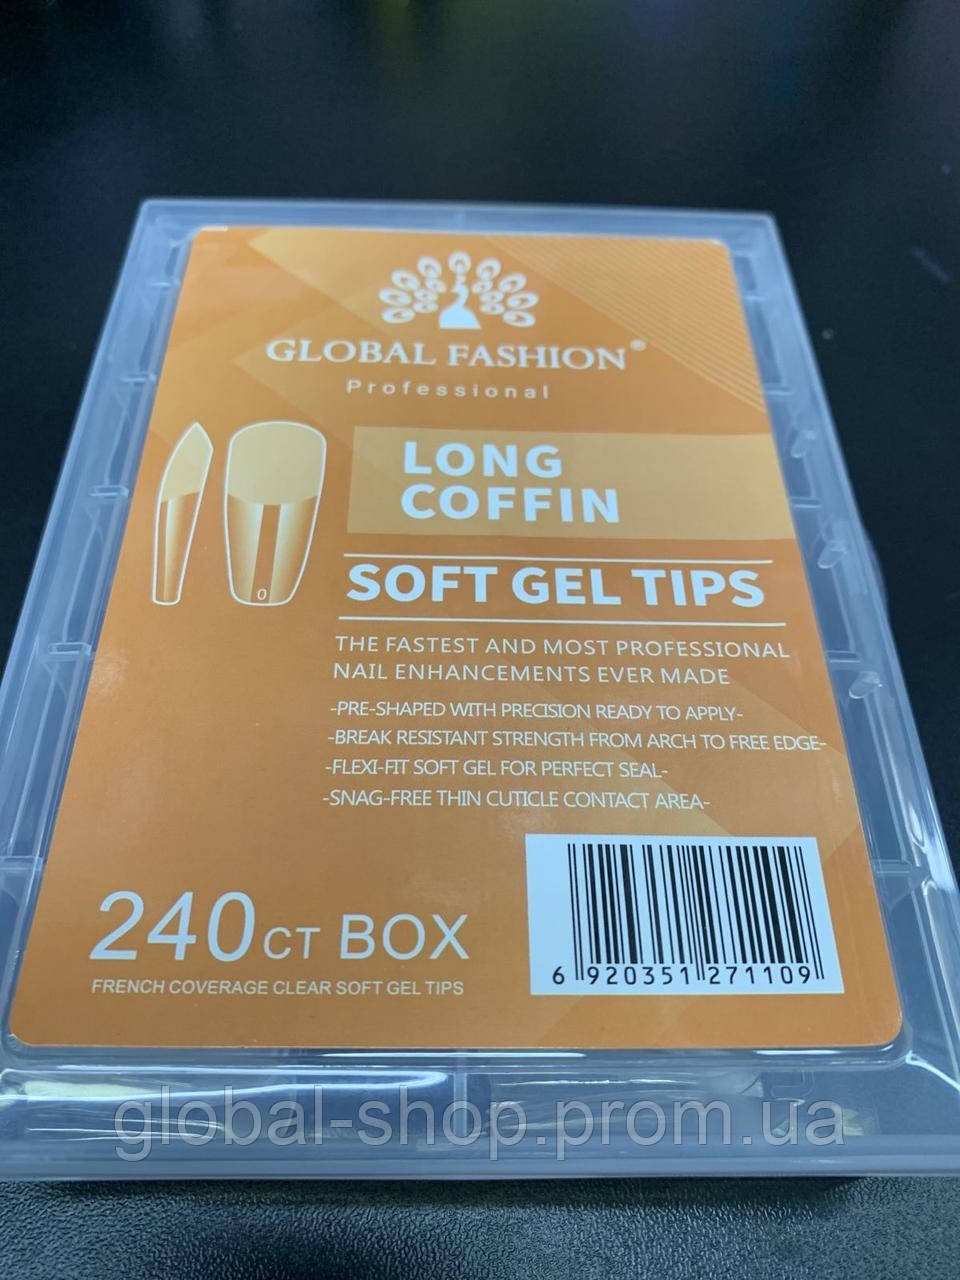 GLOBAL FASHION®
Professional
LONG
COFFIN
SOFT GEL TIPS
THE FASTEST AND MOST PROFESSIONAL
NAIL ENHANCEMENTS EVER MADE
-PRE-SHAPED WITH PRECISION READY TO APPLY-
-BREAK RESISTANT STRENGTH FROM ARCH TO FREE EDGE-
-FLEXI-FIT SOFT GEL FOR PERFECT SEAL-
-SNAG-FREE THIN CUTICLE CONTACT AREA-
0
240 CT BOX
FRENCH COVERAGE CLEAR SOFT GEL TIPS
6 920351 271109
global-shop.prom.ua